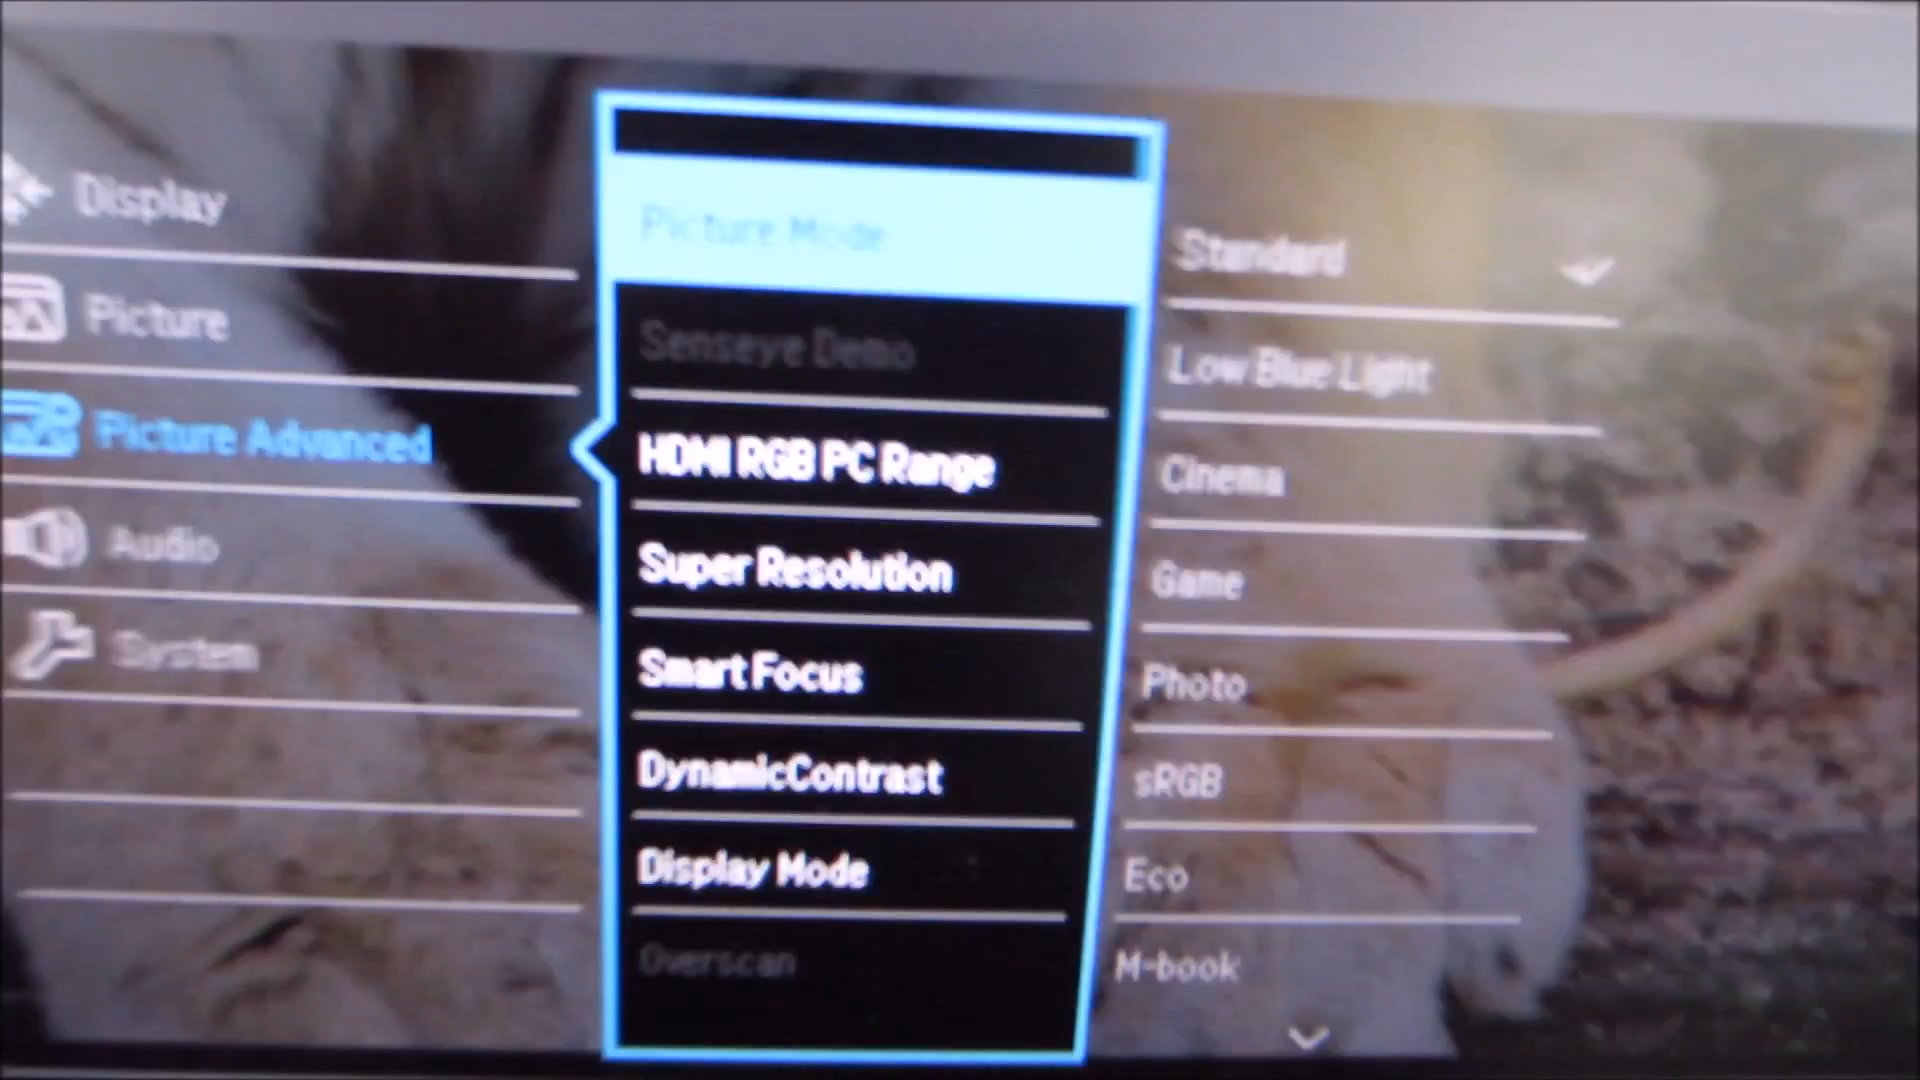 Display
Picture
Picture Advanced
Audio
System
Picture Mode
Senseye Demo
HDMI RGB PC Range
Super Resolution
Smart Focus
DynamicContrast
Display Mode
Overscan
Standard
Low Blue Light
Cinema
Game
Photo
sRGB
Eco
M-book